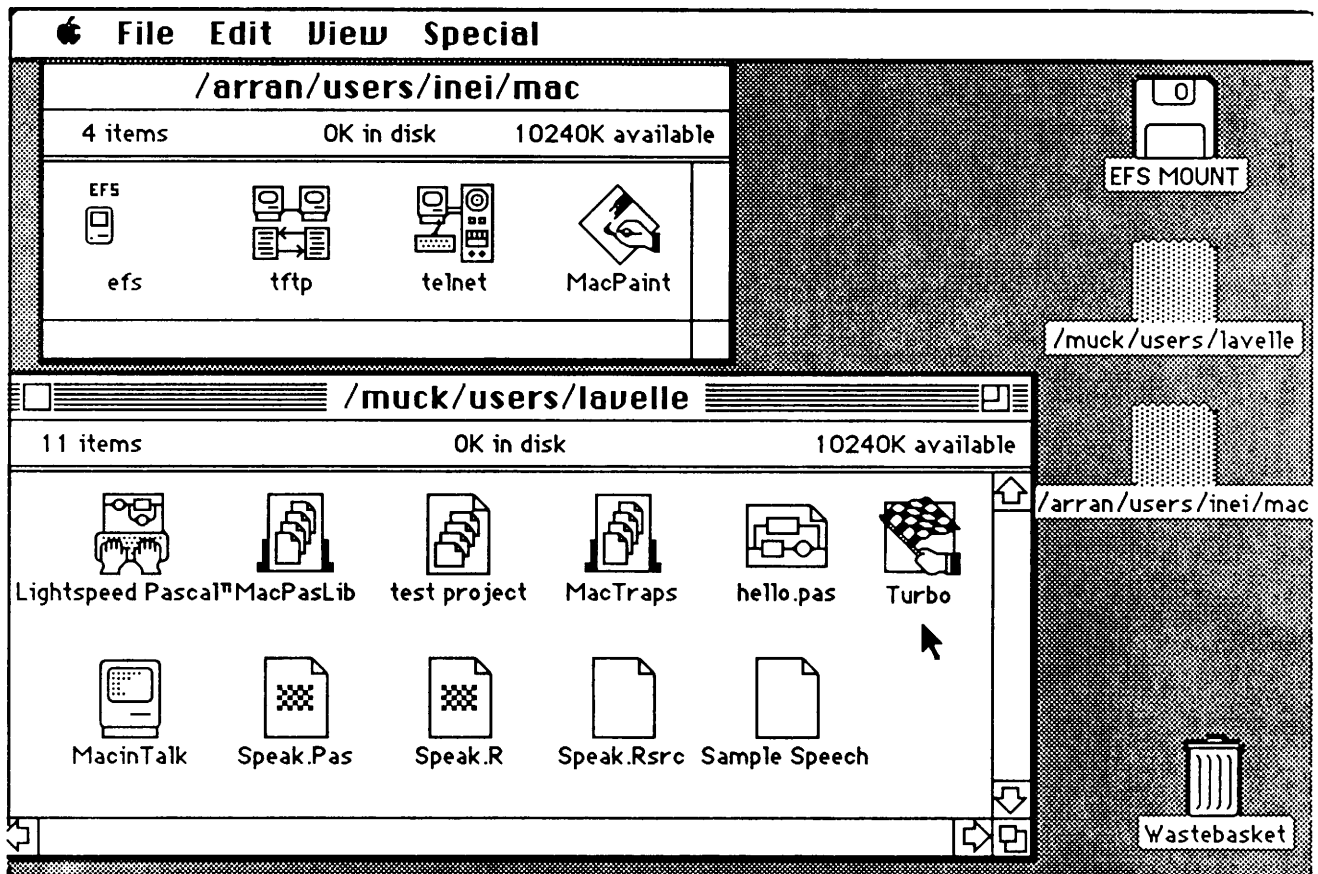 File Edit View Special
/arran/users/inei/mac
4 items 0K in disk 10240K available
EFS
efs tftp telnet MacPaint
0
EFS MOUNT
/muck/users/lavelle
/arran/users/inei/mac
/muck/users/lavelle
11 items 0K in disk 10240K available
Lightspeed Pascal™ MacPasLib test project MacTraps hello.pas Turbo
MacinTalk Speak.Pas Speak.R Speak.Rsrc Sample Speech
Wastebasket